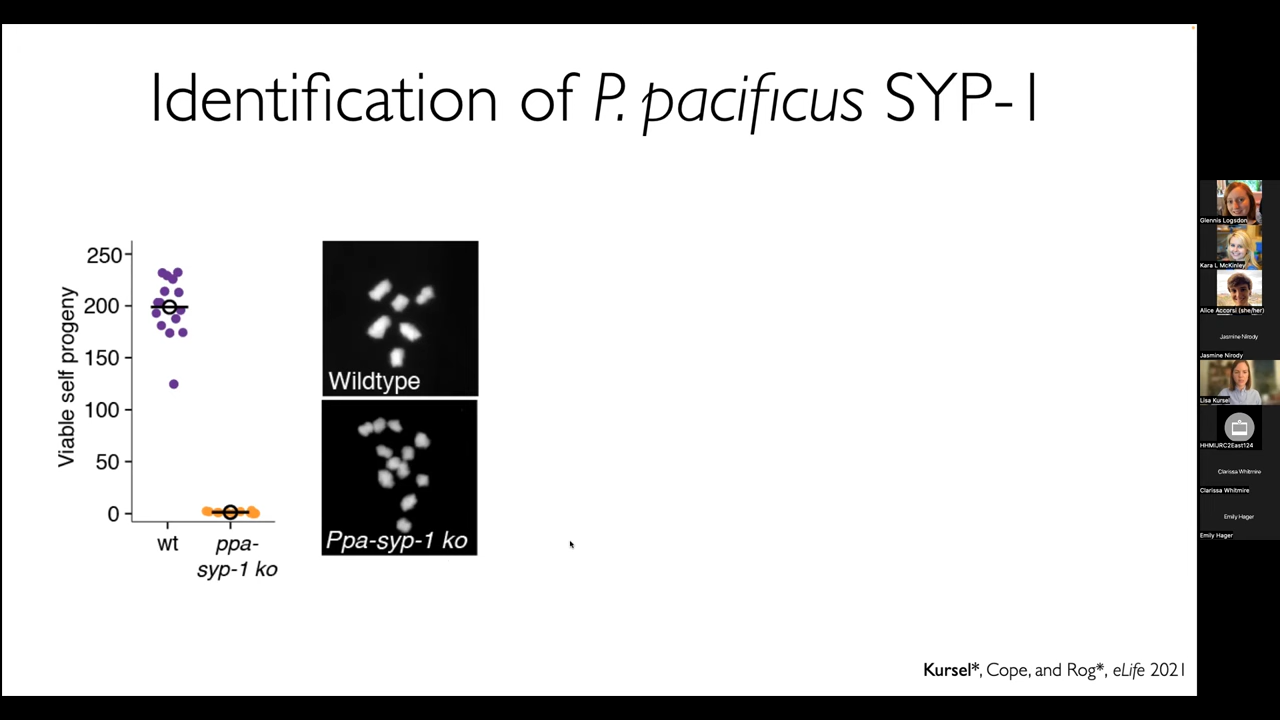 Identification of P. pacificus SYP-1
250
200
150
100
50
0
Viable self progeny
wt
ppa-
syp-1 ko
Wildtype
Ppa-syp-1 ko
Kursel*, Cope, and Rog*, eLife 2021
Glennis Logsdon
Kara L McKinley
Alice Accorsi (she/her)
Jasmine Nirody
Jasmine Nirody
Lisa Kursel
HHMIJRC2East124
Clarissa Whitmire
Clarissa Whitmire
Emily Hager
Emily Hager